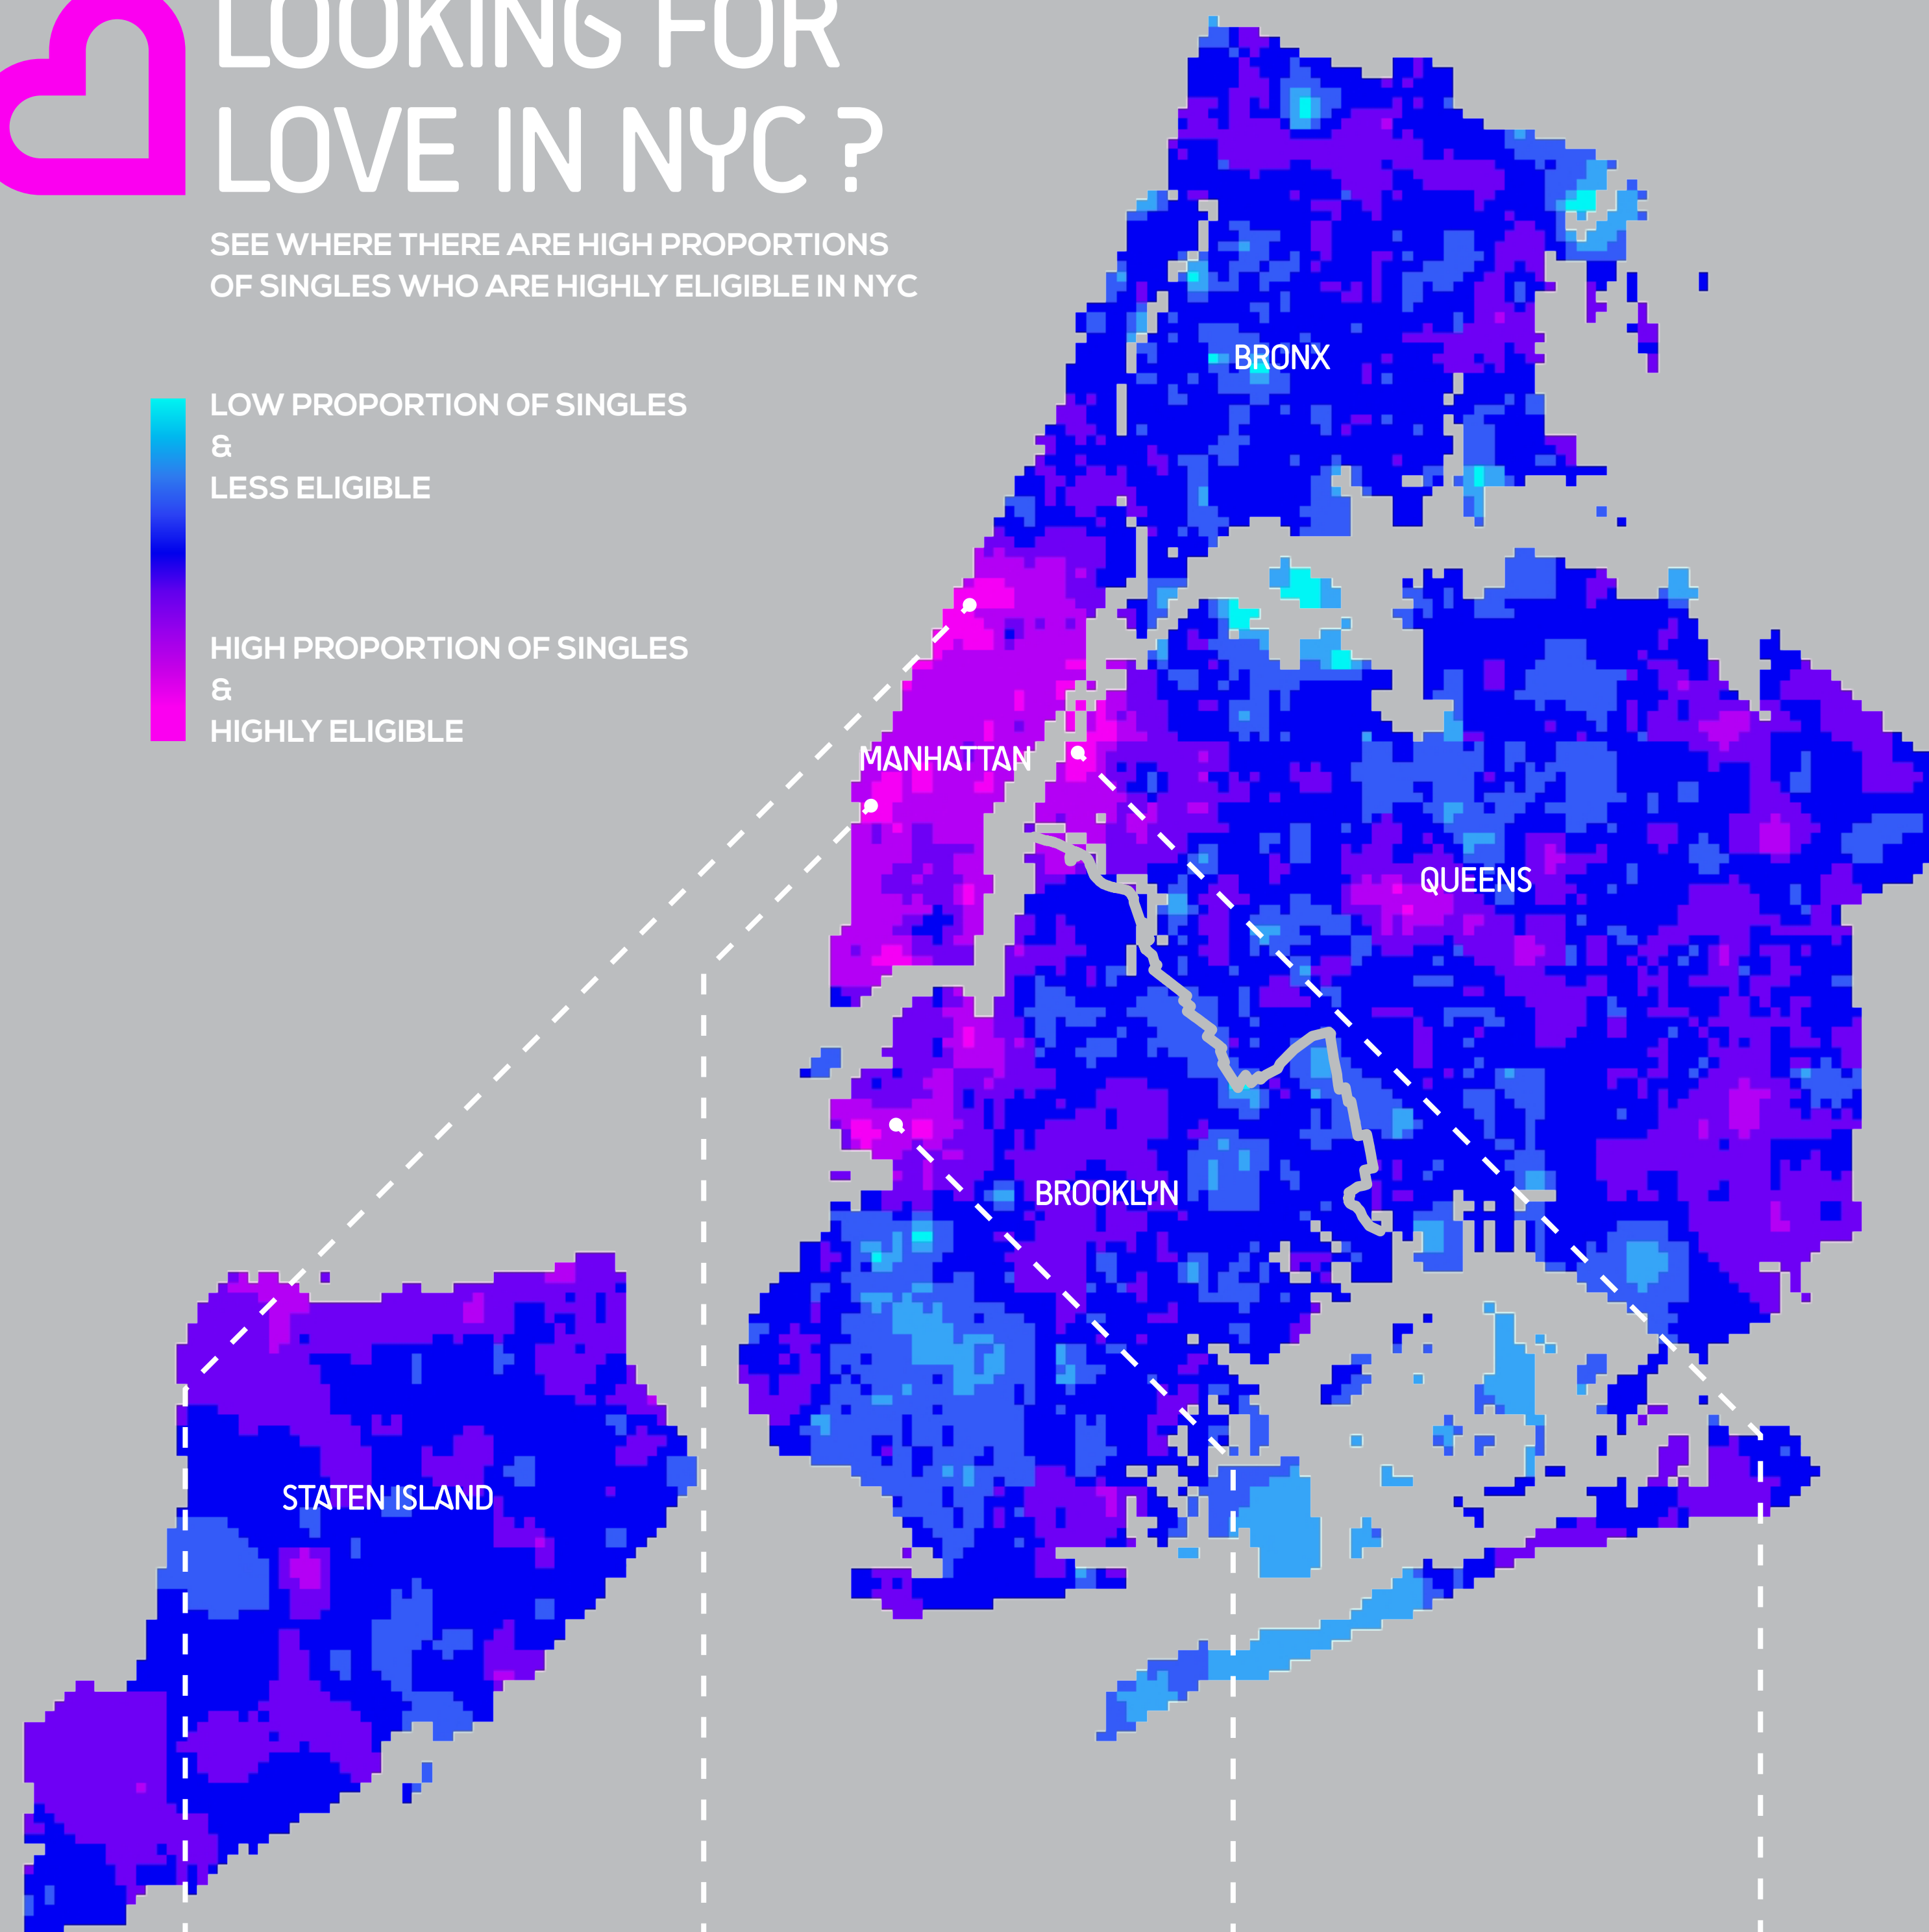 LOOKING FOR
LOVE IN NYC ?
SEE WHERE THERE ARE HIGH PROPORTIONS
OF SINGLES WHO ARE HIGHLY ELIGIBLE IN NYC
LOW PROPORTION OF SINGLES
&
LESS ELIGIBLE
HIGH PROPORTION OF SINGLES
&
HIGHLY ELIGIBLE
BRONX
MANHATTAN
QUEENS
BROOKLYN
STATEN ISLAND